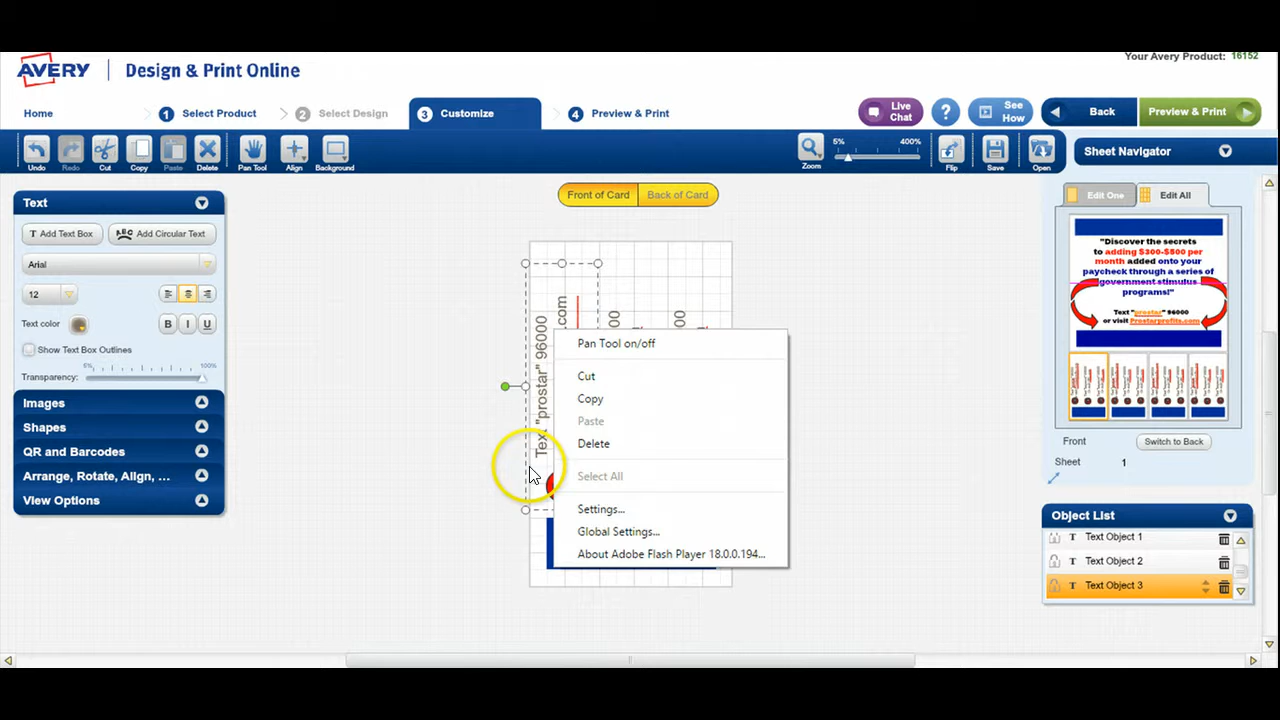 Your Avery Product: 16152
AVERY
Design & Print Online
Home
1 Select Product
2 Select Design
3 Customize
4 Preview & Print
Live Chat
?
See How
Back
Preview & Print
Undo
Redo
Cut
Copy
Paste
Delete
Pan Tool
Align
Background
Zoom
5%
400%
Flip
Save
Open
Sheet Navigator
Text
T Add Text Box
ABC Add Circular Text
Arial
12
Text color
B I U
Show Text Box Outlines
Transparency:
5%
100%
Images
Shapes
QR and Barcodes
Arrange, Rotate, Align, ...
View Options
Front of Card
Back of Card
Text "prostar" 96000
.com
00
00
Pan Tool on/off
Cut
Copy
Paste
Delete
Select All
Settings...
Global Settings...
About Adobe Flash Player 18.0.0.194...
Edit One
Edit All
"Discover the secrets
to adding $300-$500 per
month added onto your
paycheck through a series of
government stimulus
programs!"
Text "prostar" 96000
or visit Prostarprofits.com
Front
Switch to Back
Sheet
1
Object List
T Text Object 1
T Text Object 2
T Text Object 3